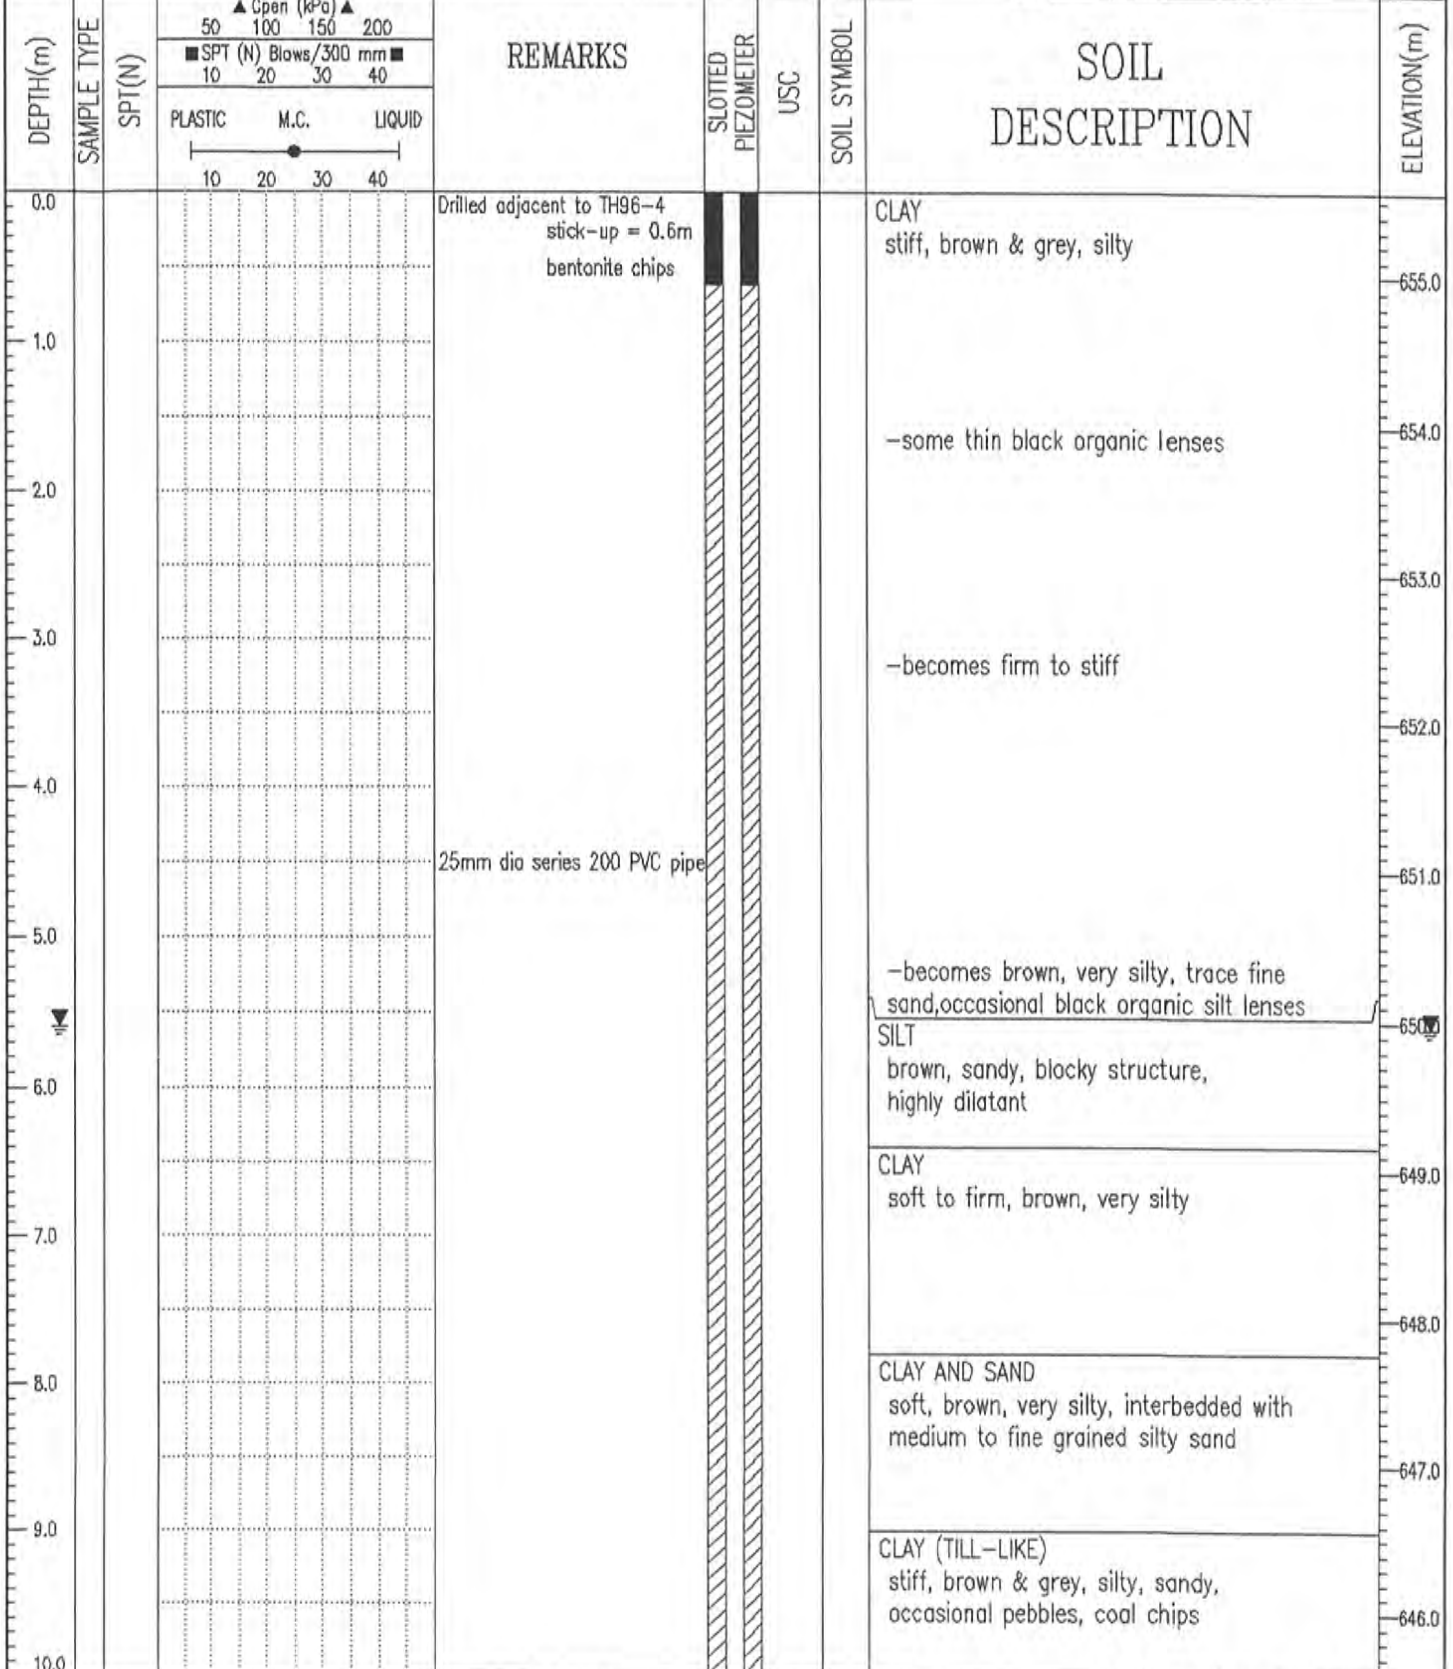 DEPTH(m)
SAMPLE TYPE
SPT(N)
▲ Cpen (kPa) ▲
50 100 150 200
■ SPT (N) Blows/300 mm ■
10 20 30 40
PLASTIC M.C. LIQUID
10 20 30 40
REMARKS
SLOTTED
PIEZOMETER
USC
SOIL SYMBOL
SOIL
DESCRIPTION
ELEVATION(m)
0.0
1.0
2.0
3.0
4.0
5.0
6.0
7.0
8.0
9.0
10.0
Drilled adjacent to TH96-4
stick-up = 0.6m
bentonite chips
25mm dia series 200 PVC pipe
CLAY
stiff, brown & grey, silty
-some thin black organic lenses
-becomes firm to stiff
-becomes brown, very silty, trace fine
sand,occasional black organic silt lenses
SILT
brown, sandy, blocky structure,
highly dilatant
CLAY
soft to firm, brown, very silty
CLAY AND SAND
soft, brown, very silty, interbedded with
medium to fine grained silty sand
CLAY (TILL-LIKE)
stiff, brown & grey, silty, sandy,
occasional pebbles, coal chips
655.0
654.0
653.0
652.0
651.0
650.0
649.0
648.0
647.0
646.0